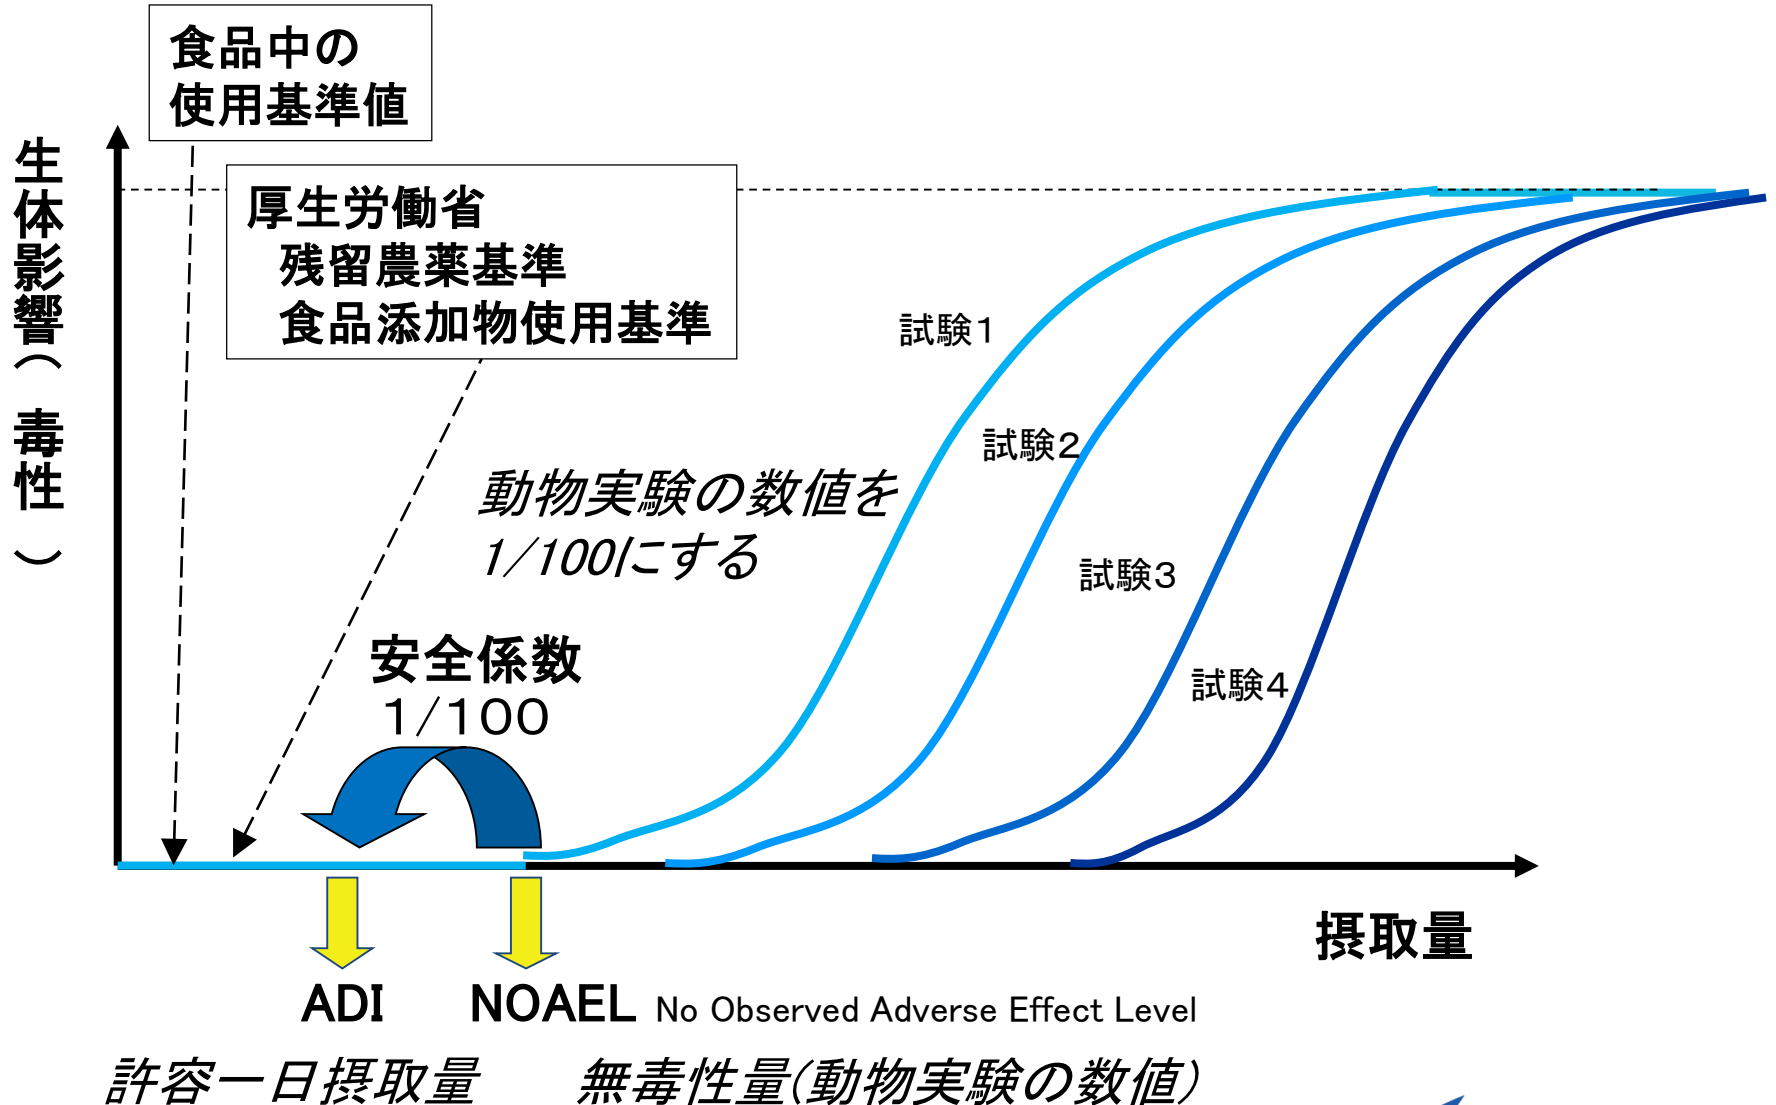 食品中の
使用基準値
生体影響（毒性）
厚生労働省
残留農薬基準
食品添加物使用基準
試験１
試験２
動物実験の数値を
1/100にする
試験３
安全係数
１/１００
試験４
摂取量
ADI
NOAEL No Observed Adverse Effect Level
許容一日摂取量
無毒性量(動物実験の数値)